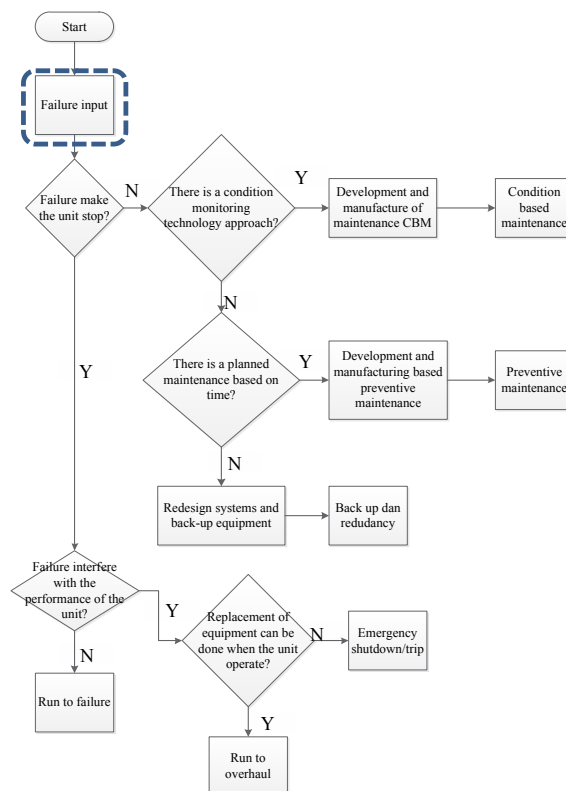 Start
Failure input
Failure make
the unit stop?
N
There is a condition
monitoring
technology approach?
Y
Development and
manufacture of
maintenance CBM
Condition
based
maintenance
N
There is a planned
maintenance based on
time?
Y
Development and
manufacturing based
preventive
maintenance
Preventive
maintenance
Y
N
Redesign systems and
back-up equipment
Back up dan
redudancy
Failure interfere
with the
performance of the
unit?
Y
Replacement of
equipment can be
done when the unit
operate?
N
Emergency
shutdown/trip
N
Run to failure
Y
Run to
overhaul